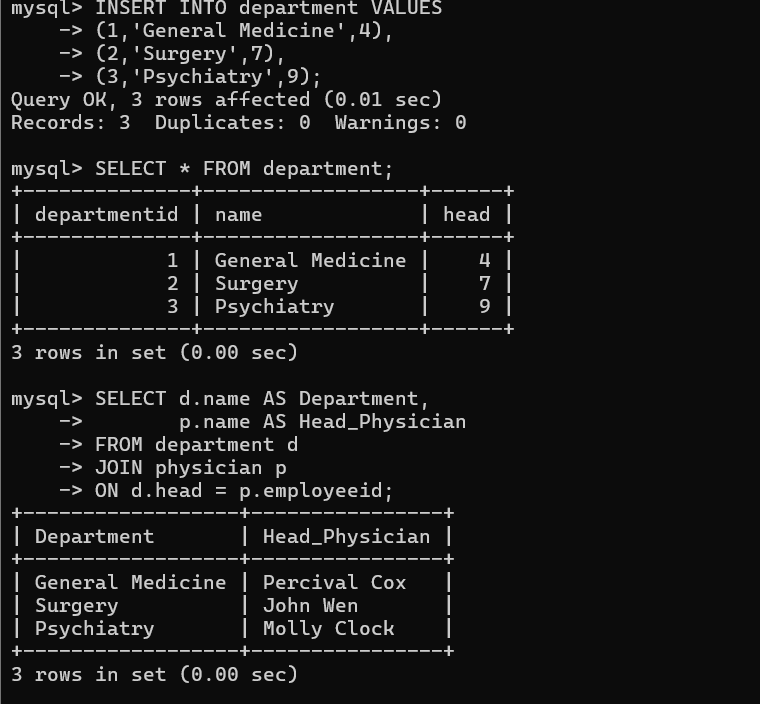 mysql> INSERT INTO department VALUES
    -> (1,'General Medicine',4),
    -> (2,'Surgery',7),
    -> (3,'Psychiatry',9);
Query OK, 3 rows affected (0.01 sec)
Records: 3  Duplicates: 0  Warnings: 0

mysql> SELECT * FROM department;
+--------------+------------------+------+
| departmentid | name             | head |
+--------------+------------------+------+
|            1 | General Medicine |    4 |
|            2 | Surgery          |    7 |
|            3 | Psychiatry       |    9 |
+--------------+------------------+------+
3 rows in set (0.00 sec)

mysql> SELECT d.name AS Department,
    ->        p.name AS Head_Physician
    -> FROM department d
    -> JOIN physician p
    -> ON d.head = p.employeeid;
+------------------+----------------+
| Department       | Head_Physician |
+------------------+----------------+
| General Medicine | Percival Cox   |
| Surgery          | John Wen       |
| Psychiatry       | Molly Clock    |
+------------------+----------------+
3 rows in set (0.00 sec)